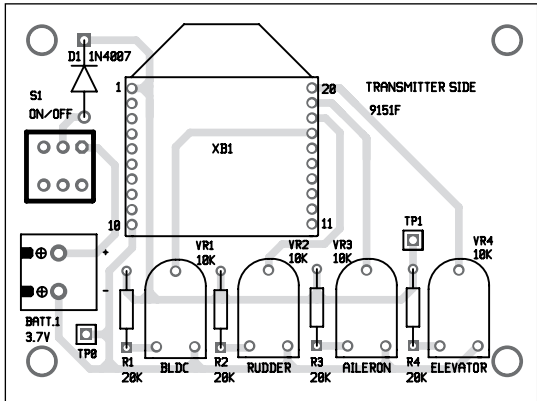 D1 1N4007
S1
ON/OFF
1
20
TRANSMITTER SIDE
9151F
XB1
10
11
TP1
+
-
BATT.1
3.7V
TP0
VR1
10K
VR2
10K
VR3
10K
VR4
10K
R1
20K
BLDC
R2
20K
RUDDER
R3
20K
AILERON
R4
20K
ELEVATOR